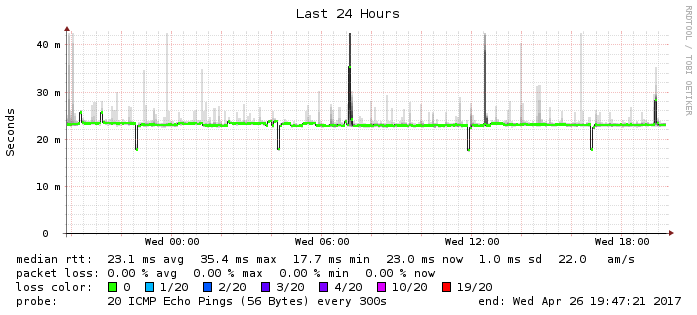 Last 24 Hours
RRDTOOL / TOBI OETIKER
Seconds
40 m
30 m
20 m
10 m
0
Wed 00:00 Wed 06:00 Wed 12:00 Wed 18:00
median rtt: 23.1 ms avg 35.4 ms max 17.7 ms min 23.0 ms now 1.0 ms sd 22.0 am/s
packet loss: 0.00 % avg 0.00 % max 0.00 % min 0.00 % now
loss color: 0 1/20 2/20 3/20 4/20 10/20 19/20
probe: 20 ICMP Echo Pings (56 Bytes) every 300s end: Wed Apr 26 19:47:21 2017